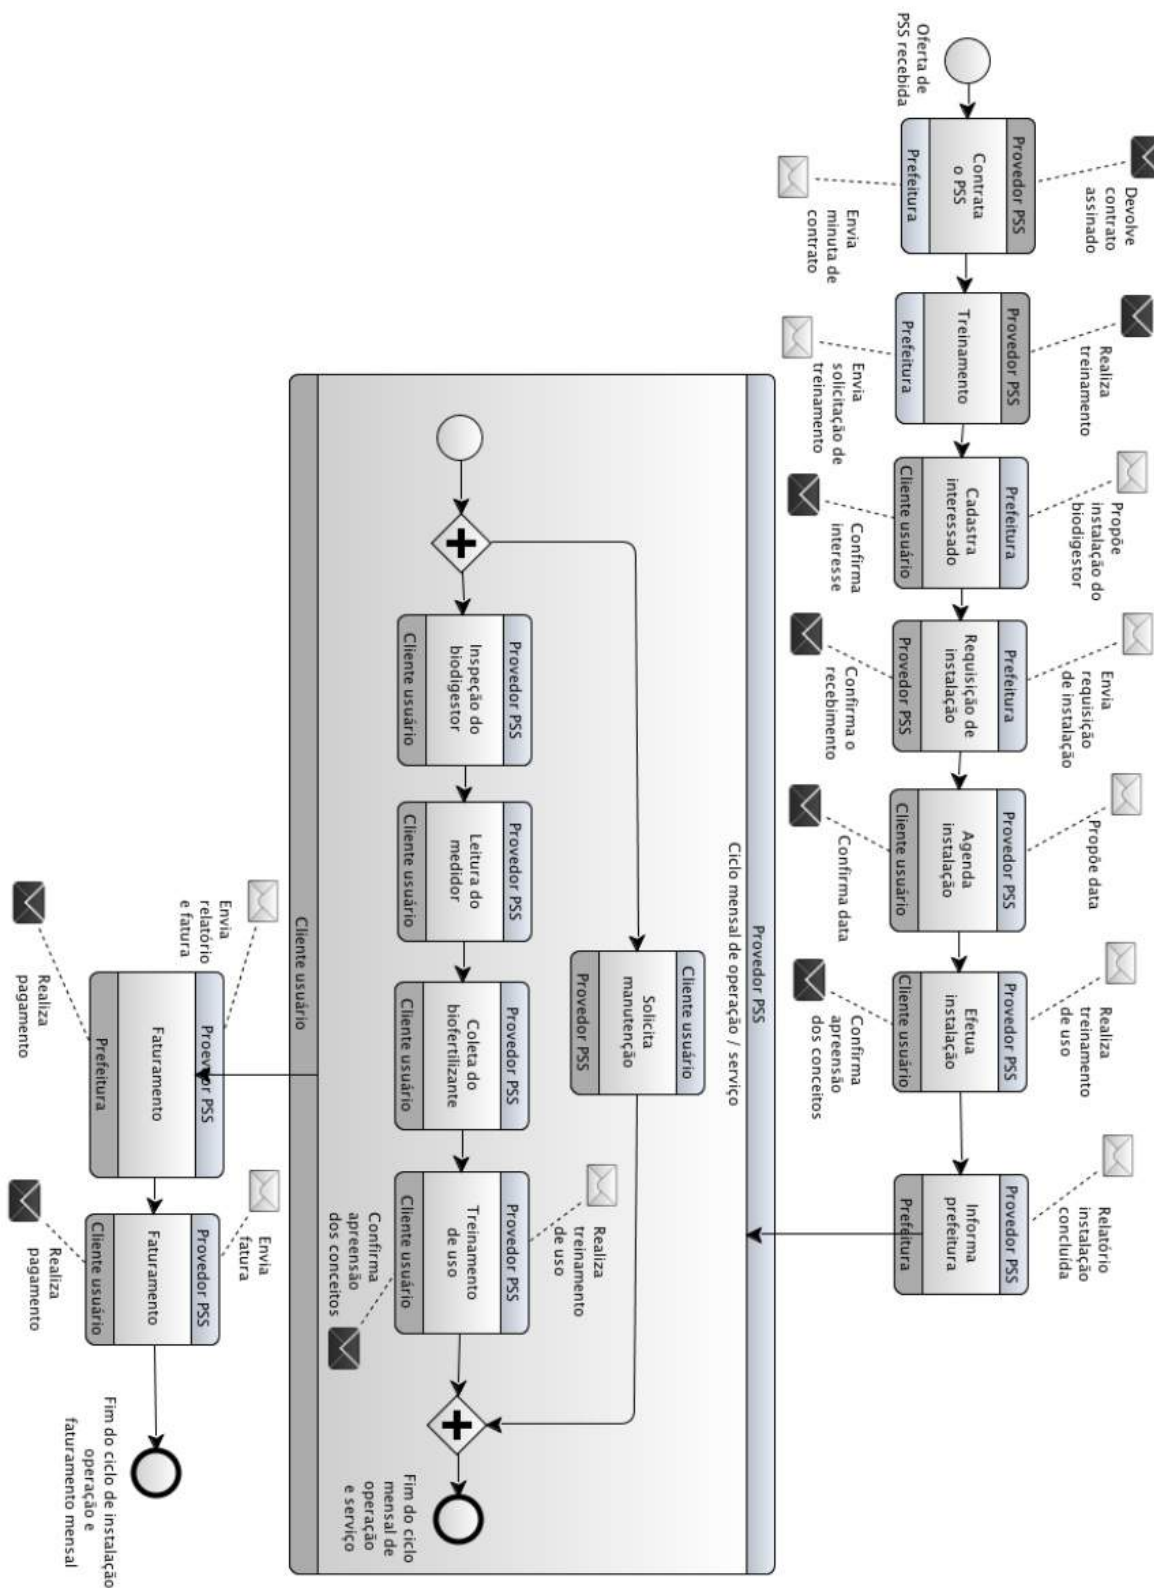 Oferta de
PSS recebida
Devolve
contrato
assinado
Provedor PSS
Contrata
o PSS
Prefeitura
Envia
minuta de
contrato
Realiza
treinamento
Provedor PSS
Treinamento
Prefeitura
Envia
solicitação de
treinamento
Propõe
instalação do
biodigestor
Prefeitura
Cadastra
interessado
Cliente usuário
Confirma
interesse
Envia
requisição
de instalação
Prefeitura
Requisição de
instalação
Provedor PSS
Confirma o
recebimento
Propõe data
Provedor PSS
Agenda
instalação
Cliente usuário
Confirma data
Realiza
treinamento
de uso
Provedor PSS
Efetua
instalação
Cliente usuário
Confirma
apreensão
dois conceitos
Relatório
instalação
concluída
Provedor PSS
Informa
prefeitura
Prefeitura
Provedor PSS
Ciclo mensal de operação / serviço
Cliente usuário
Solicita
manutenção
Provedor PSS
Provedor PSS
Inspeção do
biodigestor
Cliente usuário
Provedor PSS
Leitura do
medidor
Cliente usuário
Provedor PSS
Coleta do
biofertilizante
Cliente usuário
Realiza
treinamento
de uso
Provedor PSS
Treinamento
de uso
Cliente usuário
Confirma
apreensão
dos conceitos
Fim do ciclo
mensal de
operação
e serviço
Cliente usuário
Envia
relatório
e fatura
Proevedor PSS
Faturamento
Prefeitura
Realiza
pagamento
Envia
fatura
Provedor PSS
Faturamento
Cliente usuário
Realiza
pagamento
Fim do ciclo de instalação
operação e
faturamento mensal